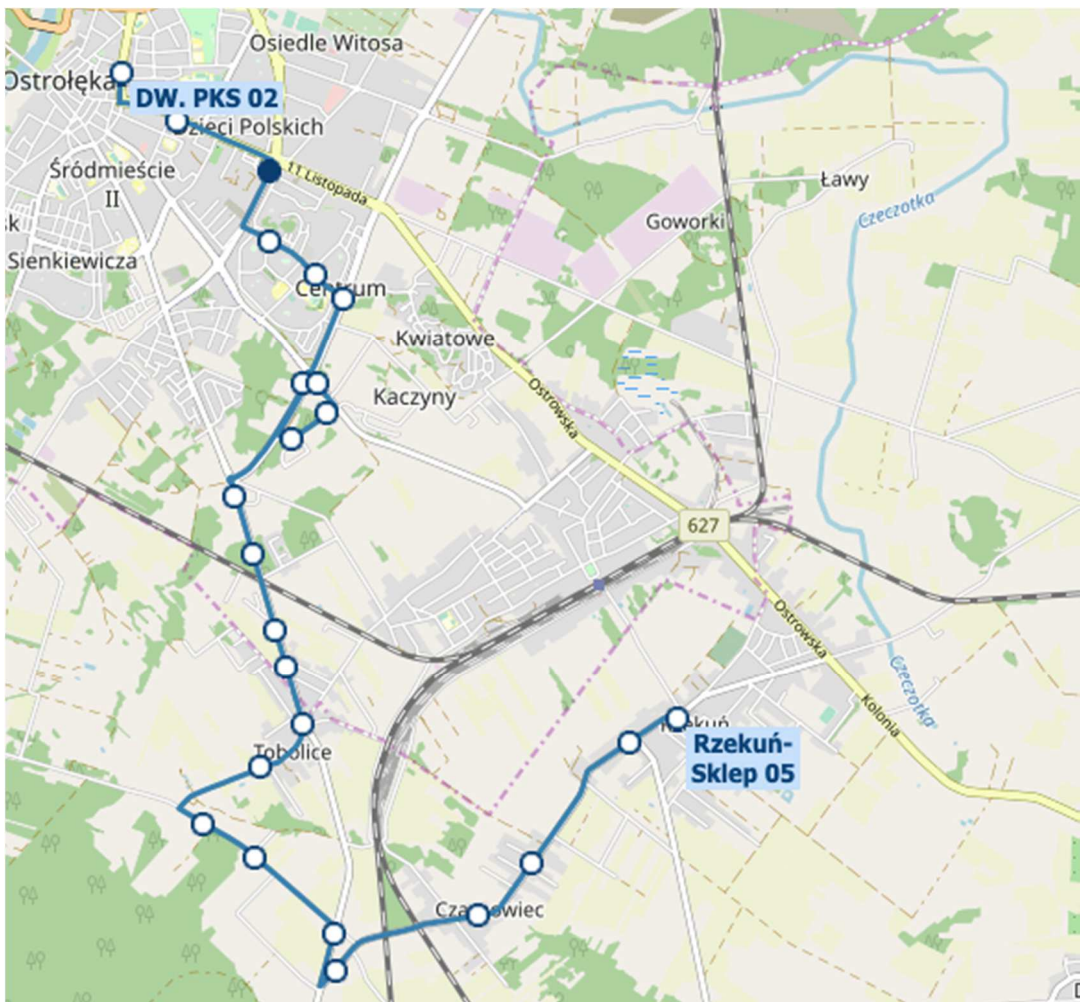 Osiedle Witosa
Ostrołęka
DW. PKS 02
Dzieci Polskich
11 Listopada
Śródmieście
II
Ławy
Czeczotka
Goworki
sk
Sienkiewicza
Centrum
Kwiatowe
Kaczyny
Ostrowska
627
Ostrowska
Czeczotka
Kolonia
Rzekuń
Rzekuń-
Sklep 05
Tobolice
Czarnowiec